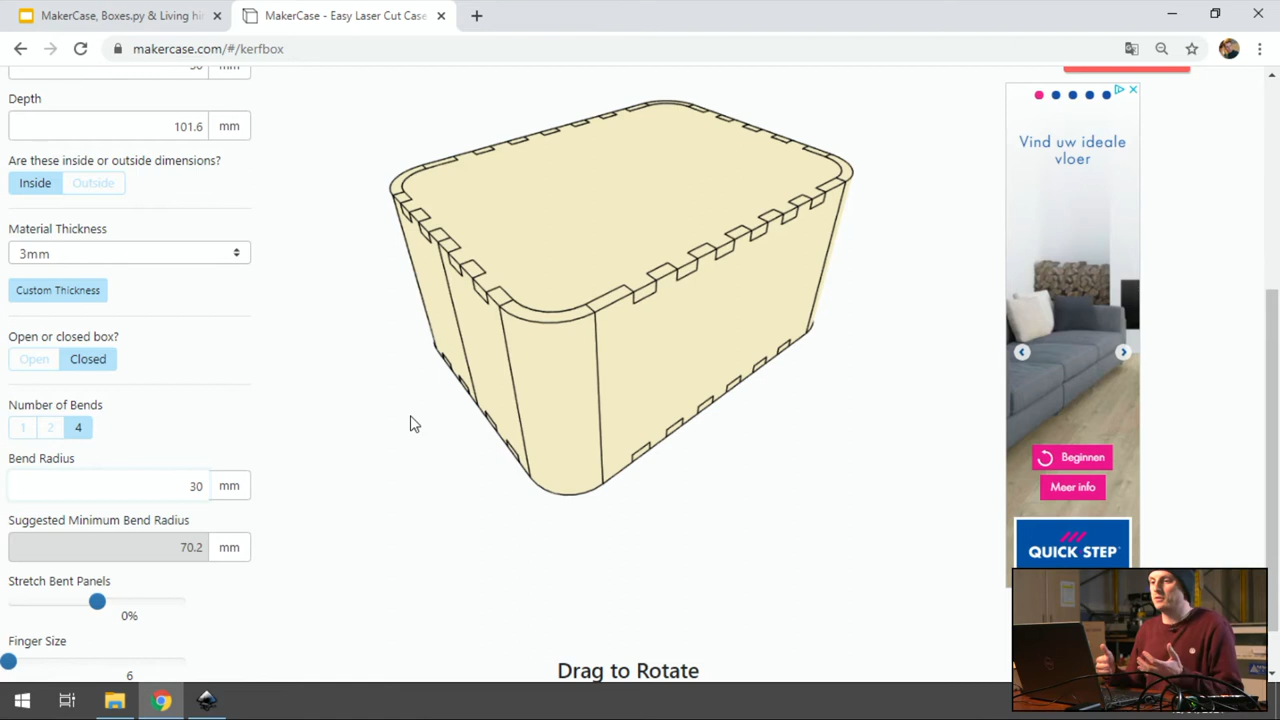 MakerCase, Boxes.py & Living hi
MakerCase - Easy Laser Cut Case
makercase.com/#/kerfbox
mm
Depth
101.6 mm
Are these inside or outside dimensions?
Inside Outside
Material Thickness
3mm
Custom Thickness
Open or closed box?
Open Closed
Number of Bends
1 2 4
Bend Radius
30 mm
Suggested Minimum Bend Radius
70.2 mm
Stretch Bent Panels
0%
Finger Size
6
Drag to Rotate
Vind uw ideale
vloer
Beginnen
Meer info
QUICK STEP